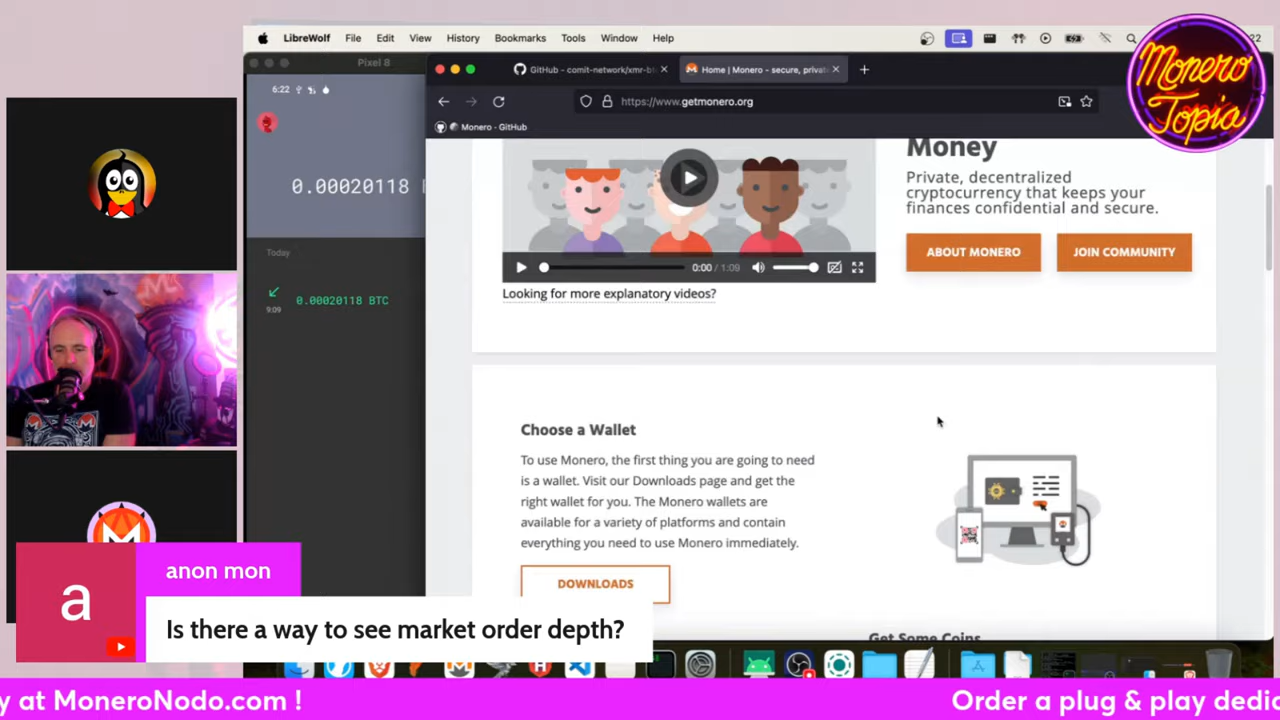 LibreWolf File Edit View History Bookmarks Tools Window Help
22
Monero
Topia
Pixel 8
GitHub - comit-network/xmr-bt
Home | Monero - secure, privat
6:22
https://www.getmonero.org
Monero - GitHub
0.00020118
Today
0.00020118 BTC
9:09
Money
Private, decentralized
cryptocurrency that keeps your
finances confidential and secure.
ABOUT MONERO
JOIN COMMUNITY
0:00 / 1:09
Looking for more explanatory videos?
Choose a Wallet
To use Monero, the first thing you are going to need
is a wallet. Visit our Downloads page and get the
right wallet for you. The Monero wallets are
available for a variety of platforms and contain
everything you need to use Monero immediately.
DOWNLOADS
Get Some Coins
a
anon mon
Is there a way to see market order depth?
y at MoneroNodo.com !
Order a plug & play dedic